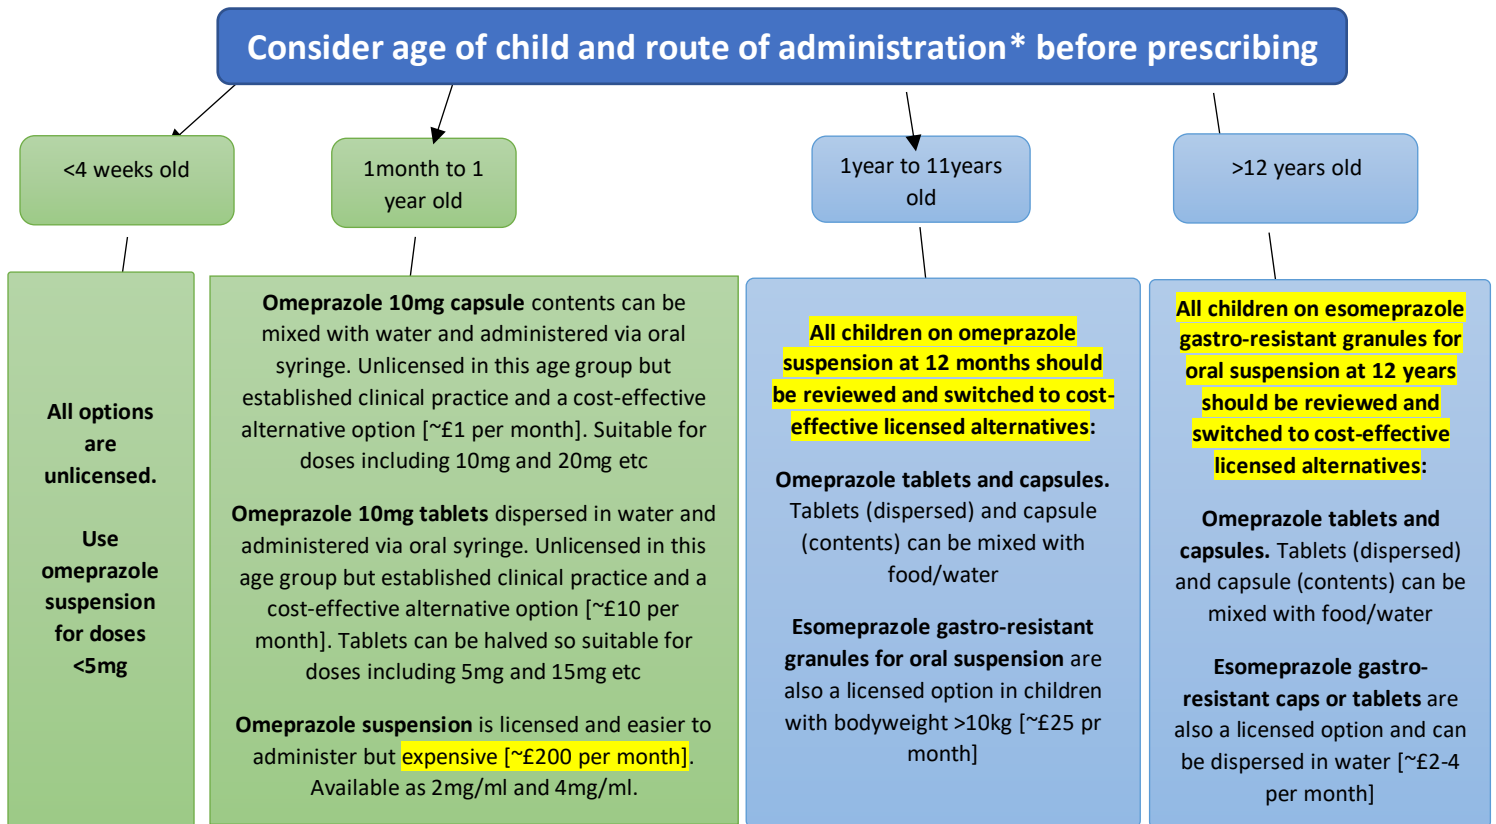 Consider age of child and route of administration* before prescribing
<4 weeks old
1month to 1
year old
1year to 11years
old
>12 years old
All options
are
unlicensed.
Use
omeprazole
suspension
for doses
<5mg
Omeprazole 10mg capsule contents can be
mixed with water and administered via oral
syringe. Unlicensed in this age group but
established clinical practice and a cost-effective
alternative option [~£1 per month]. Suitable for
doses including 10mg and 20mg etc
Omeprazole 10mg tablets dispersed in water and
administered via oral syringe. Unlicensed in this
age group but established clinical practice and a
cost-effective alternative option [~£10 per
month]. Tablets can be halved so suitable for
doses including 5mg and 15mg etc
Omeprazole suspension is licensed and easier to
administer but expensive [~£200 per month].
Available as 2mg/ml and 4mg/ml.
All children on omeprazole
suspension at 12 months should
be reviewed and switched to cost-
effective licensed alternatives:
Omeprazole tablets and capsules.
Tablets (dispersed) and capsule
(contents) can be mixed with
food/water
Esomeprazole gastro-resistant
granules for oral suspension are
also a licensed option in children
with bodyweight >10kg [~£25 pr
month]
All children on esomeprazole
gastro-resistant granules for
oral suspension at 12 years
should be reviewed and
switched to cost-effective
licensed alternatives:
Omeprazole tablets and
capsules. Tablets (dispersed)
and capsule (contents) can be
mixed with food/water
Esomeprazole gastro-
resistant caps or tablets are
also a licensed option and can
be dispersed in water [~£2-4
per month]